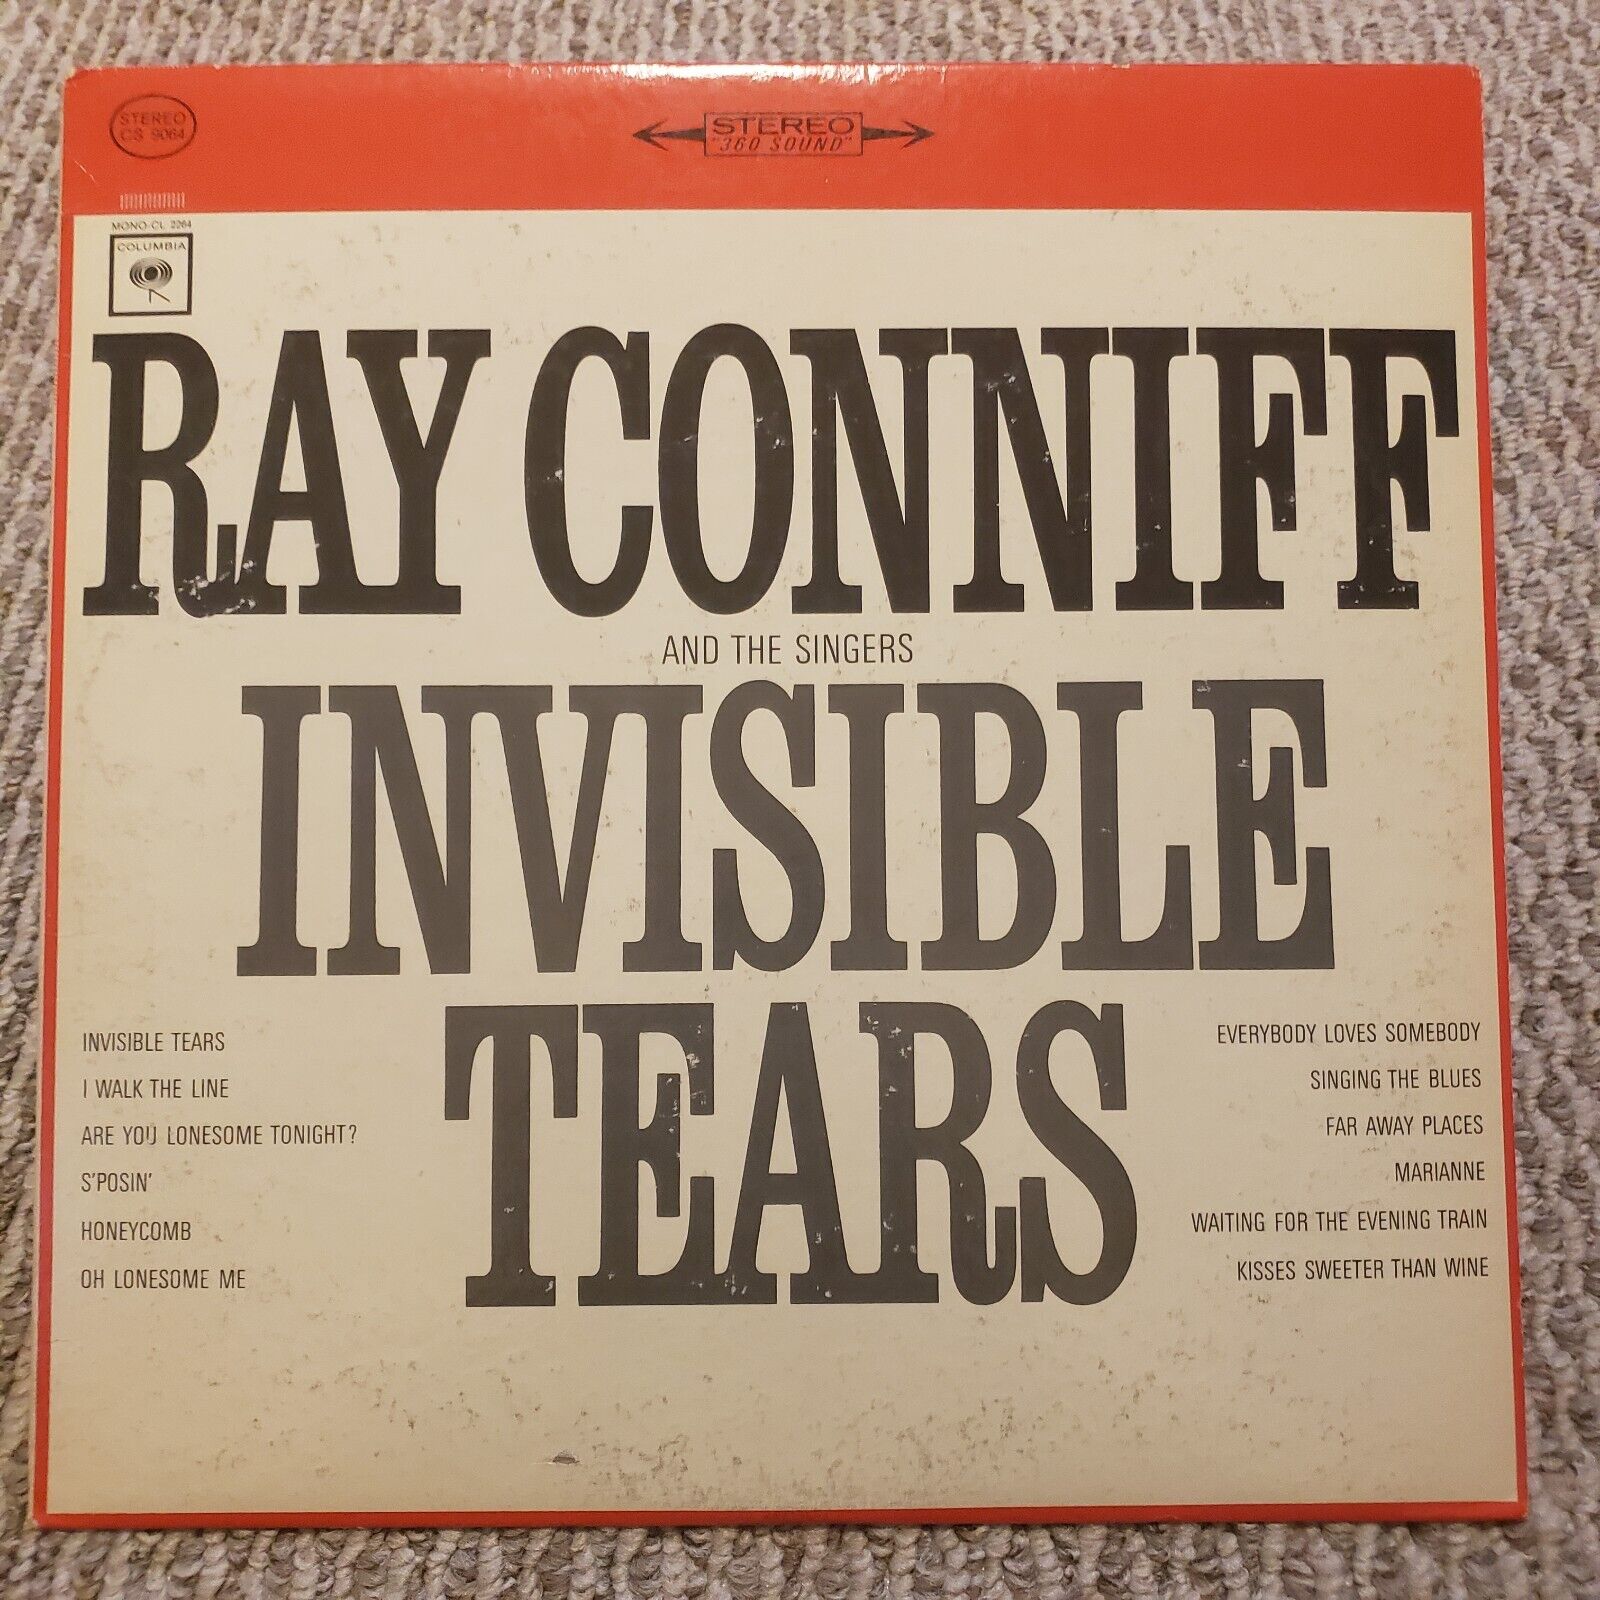 STEREO
CS 9064
STEREO
"360 SOUND"
MONO-CL 2264
COLUMBIA
RAY CONNIFF
AND THE SINGERS
INVISIBLE
TEARS
INVISIBLE TEARS
I WALK THE LINE
ARE YOU LONESOME TONIGHT?
S'POSIN'
HONEYCOMB
OH LONESOME ME
EVERYBODY LOVES SOMEBODY
SINGING THE BLUES
FAR AWAY PLACES
MARIANNE
WAITING FOR THE EVENING TRAIN
KISSES SWEETER THAN WINE